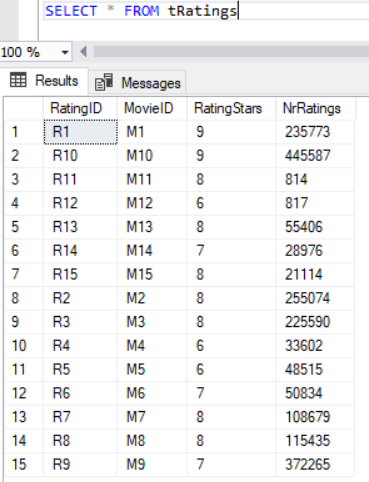 SELECT * FROM tRatings
100 %
Results Messages
RatingID MovieID RatingStars NrRatings
1 R1 M1 9 235773
2 R10 M10 9 445587
3 R11 M11 8 814
4 R12 M12 6 817
5 R13 M13 8 55406
6 R14 M14 7 28976
7 R15 M15 8 21114
8 R2 M2 8 255074
9 R3 M3 8 225590
10 R4 M4 6 33602
11 R5 M5 6 48515
12 R6 M6 7 50834
13 R7 M7 8 108679
14 R8 M8 8 115435
15 R9 M9 7 372265